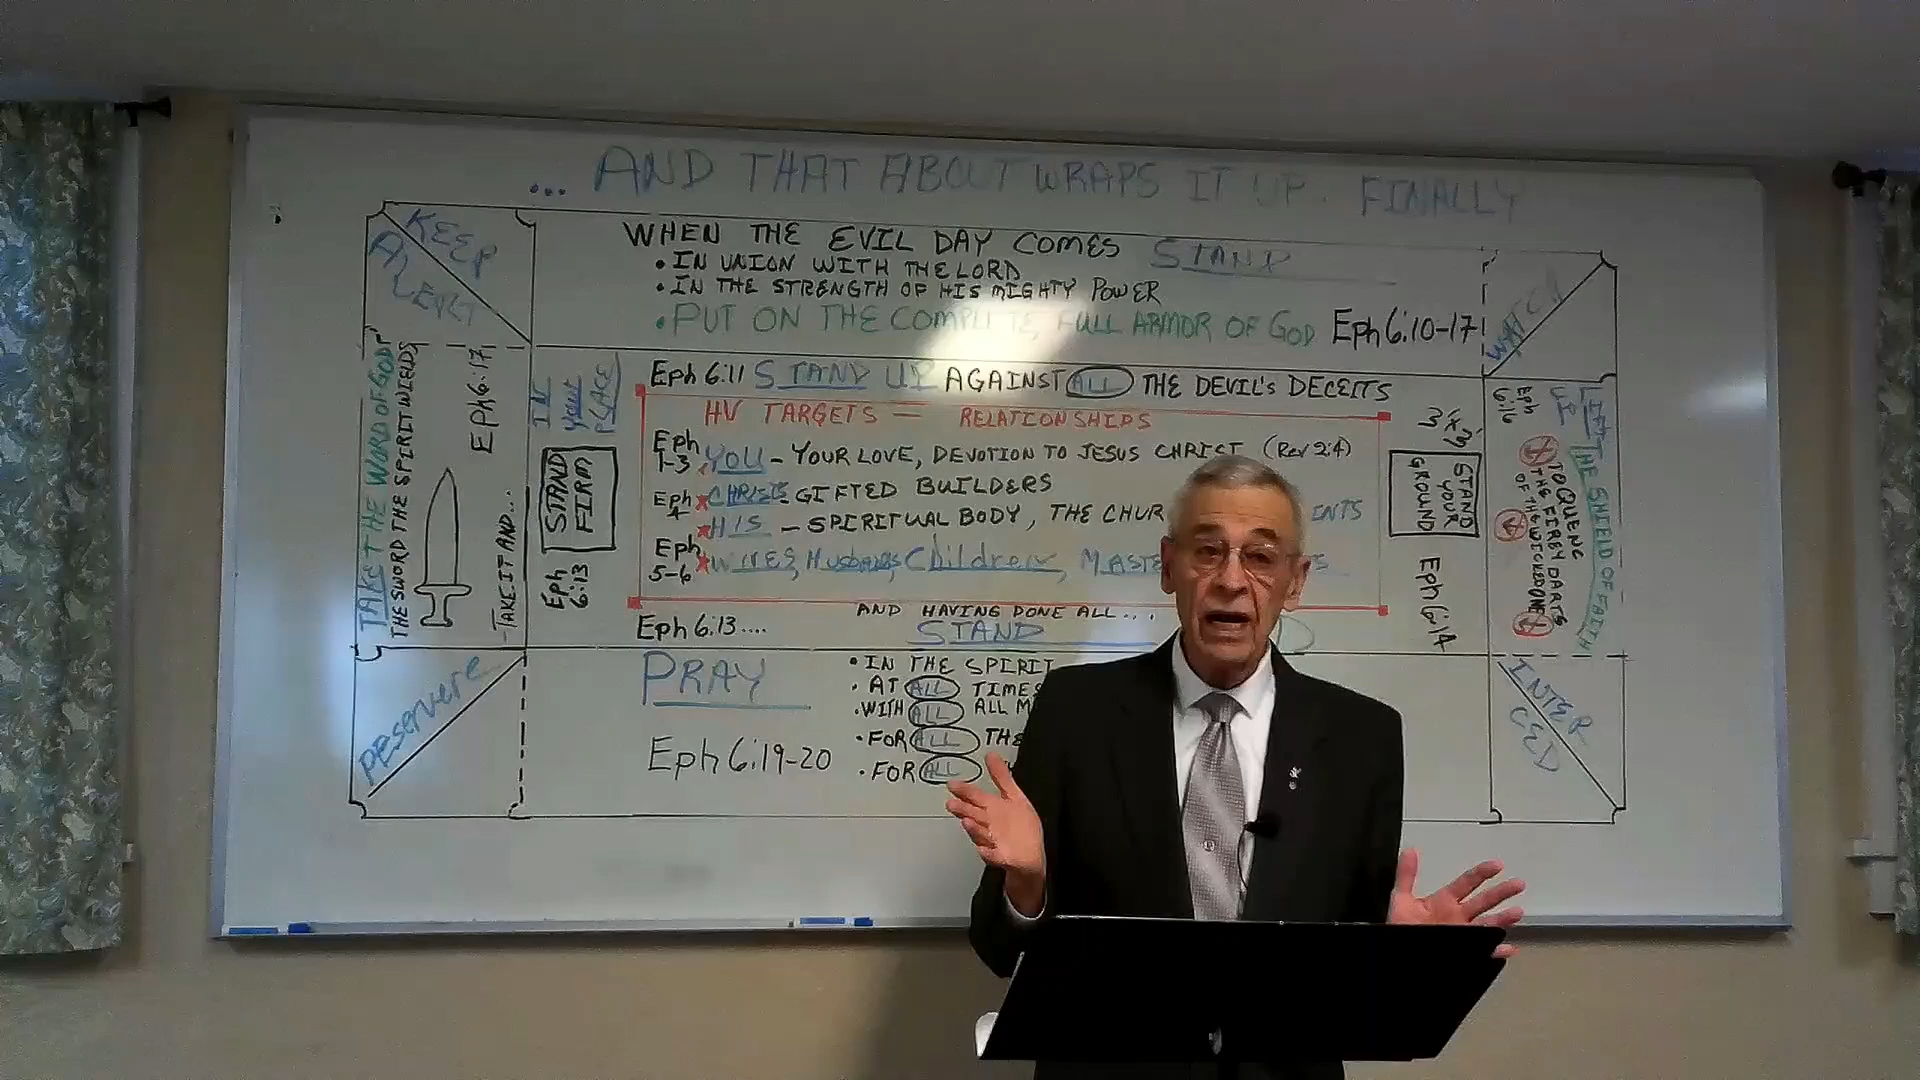 ... AND THAT ABOUT WRAPS IT UP. FINALLY
KEEP
ALERT
WHEN THE EVIL DAY COMES STAND
• IN UNION WITH THE LORD
• IN THE STRENGTH OF HIS MIGHTY POWER
• PUT ON THE COMPLETE, FULL ARMOR OF GOD Eph 6:10-17
WATCH
TAKE THE WORD OF GOD
THE SWORD THE SPIRIT WIELDS
Eph 6:17
-TAKE IT AND...
IN
YOUR
PLACE
STAND
FIRM
Eph
6:13
Eph 6:11 STAND UP AGAINST ALL THE DEVIL'S DECEITS
HV TARGETS = RELATIONSHIPS
Eph
1-3 YOU - YOUR LOVE, DEVOTION TO JESUS CHRIST (Rev 2:4)
Eph
4 CHRIST'S GIFTED BUILDERS
HIS - SPIRITUAL BODY, THE CHUR
Eph
5-6 WIVES, Husbands, Children, MASTE
AND HAVING DONE ALL...
Eph 6:13.... STAND
STAND
YOUR
GROUND
Eph 6:14
LIFT THE SHIELD OF FAITH
UP
Eph
6:16
TO QUENCH
THE FIREY DARTS
OF THE WICKED ONE
PERSERVERE
PRAY
Eph 6:19-20
• IN THE SPIRIT
• AT ALL TIMES
• WITH ALL ALL M
• FOR ALL THE
• FOR ALL
INTER
CED